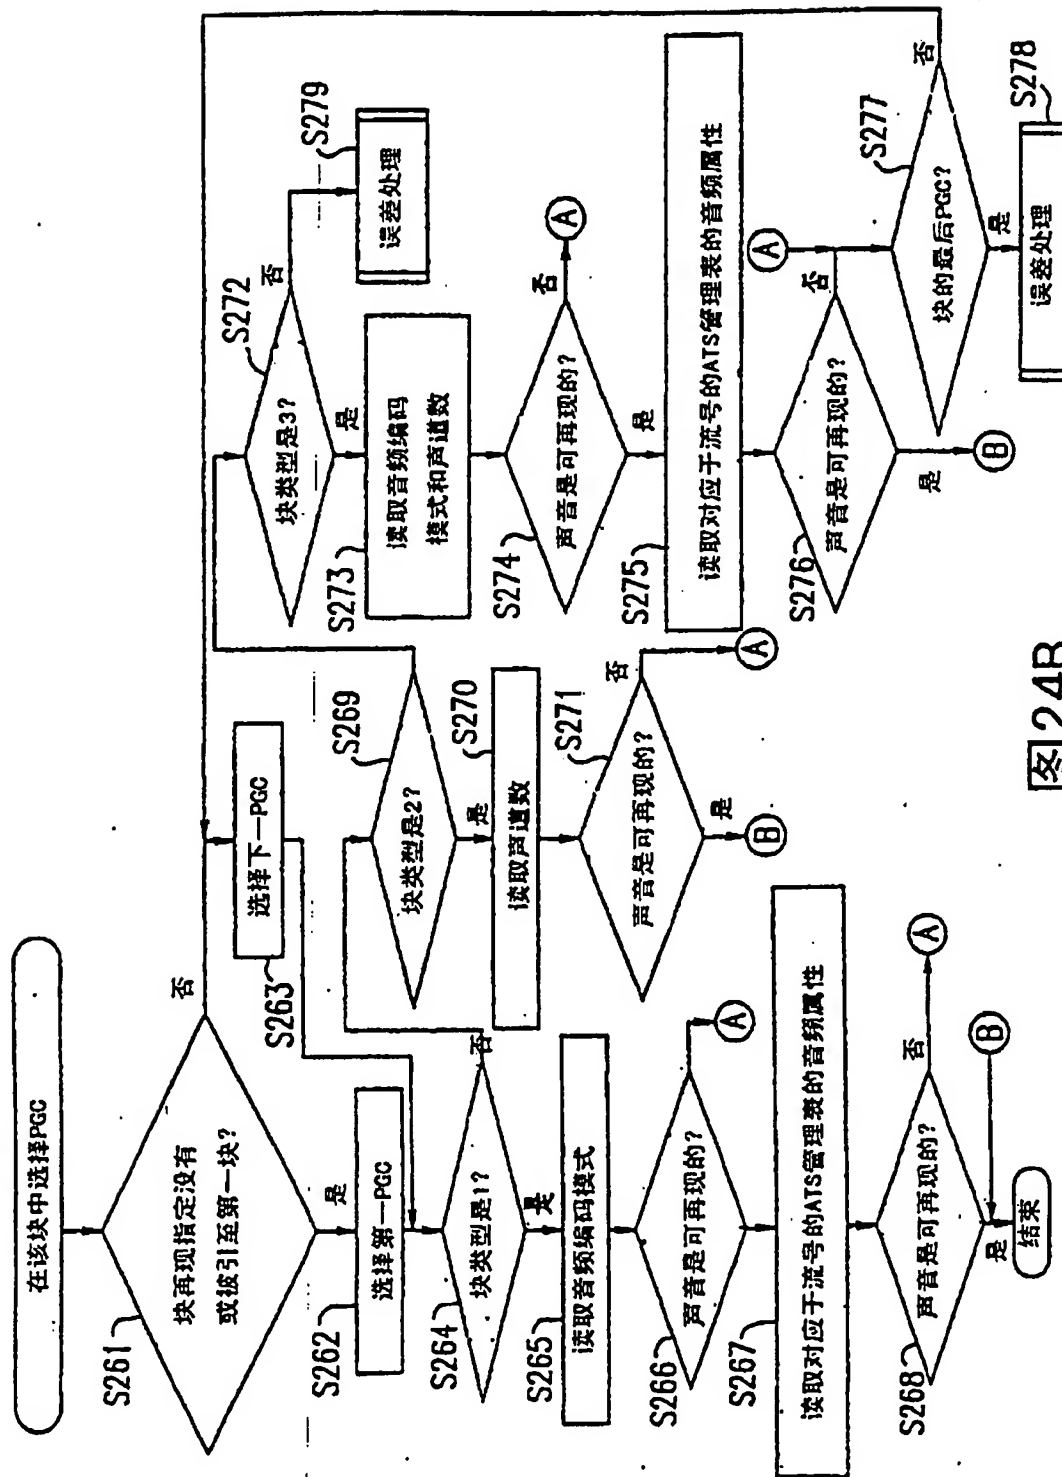 在该块中选择PGC
S261
块再现指定没有
或被引至第一块?
否
是
S262
选择第一PGC
S263
选择下一PGC
S264
块类型是1?
否
是
S265
读取音频编码模式
S266
声音是可再现的?
A
S267
读取对应于流号的ATS管理表的音频属性
S268
声音是可再现的?
否
A
是
B
结束
S269
块类型是2?
是
S270
读取声道数
S271
声音是可再现的?
否
A
是
B
S272
块类型是3?
否
S279
误差处理
是
S273
读取音频编码
模式和声道数
S274
声音是可再现的?
否
A
是
S275
读取对应于流号的ATS管理表的音频属性
S276
声音是可再现的?
否
A
是
B
S277
块的最后PGC?
否
是
S278
误差处理
图24B